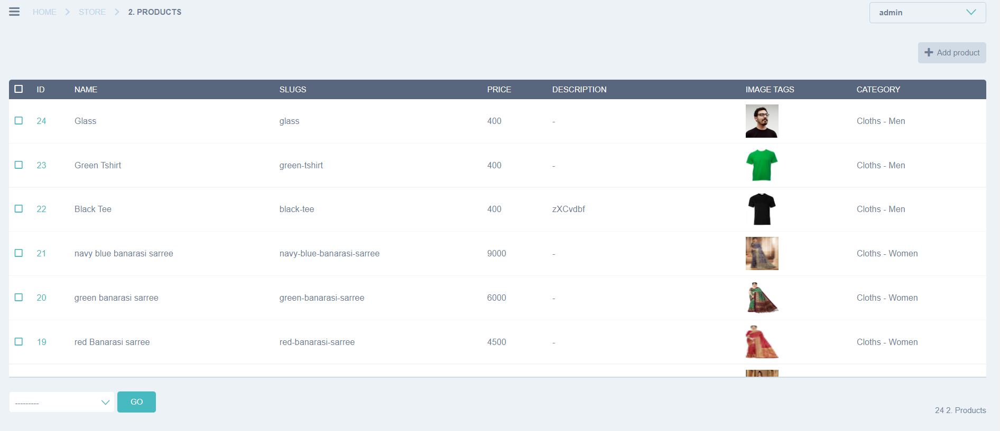 HOME STORE 2. PRODUCTS admin
Add product
ID NAME SLUGS PRICE DESCRIPTION IMAGE TAGS CATEGORY
24 Glass glass 400 - Cloths - Men
23 Green Tshirt green-tshirt 400 - Cloths - Men
22 Black Tee black-tee 400 zXCvdbf Cloths - Men
21 navy blue banarasi sarree navy-blue-banarasi-sarree 9000 - Cloths - Women
20 green banarasi sarree green-banarasi-sarree 6000 - Cloths - Women
19 red Banarasi sarree red-banarasi-sarree 4500 - Cloths - Women
--------- GO
24 2. Products